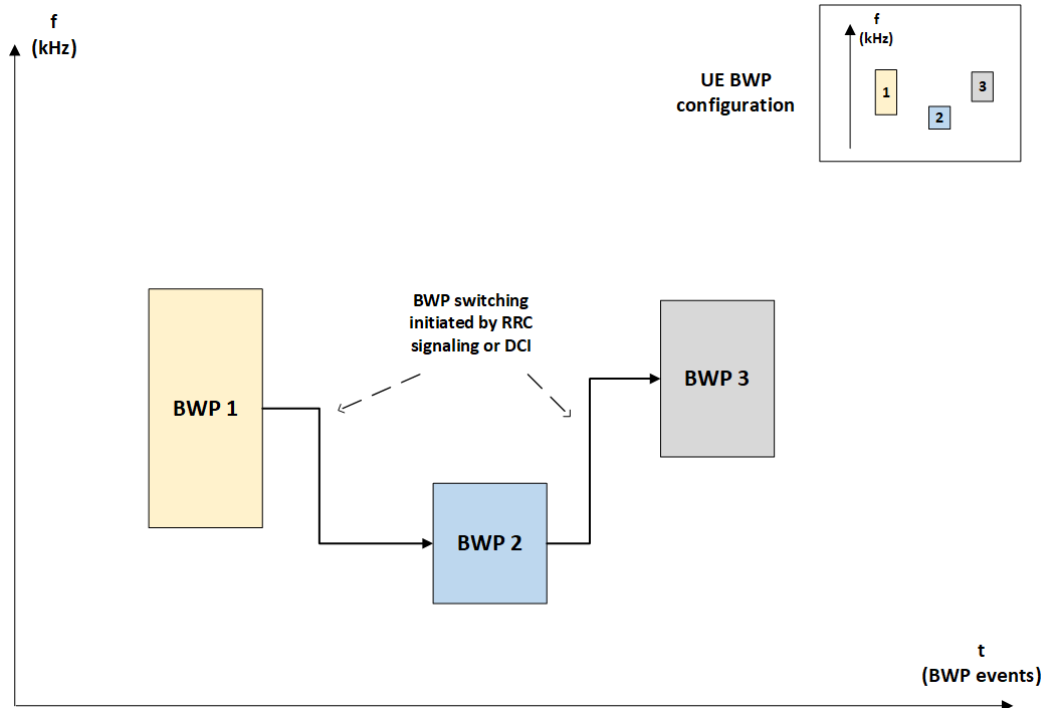 f
(kHz)
UE BWP
configuration
f
(kHz)
1
2
3
BWP switching
initiated by RRC
signaling or DCI
BWP 1
BWP 2
BWP 3
t
(BWP events)